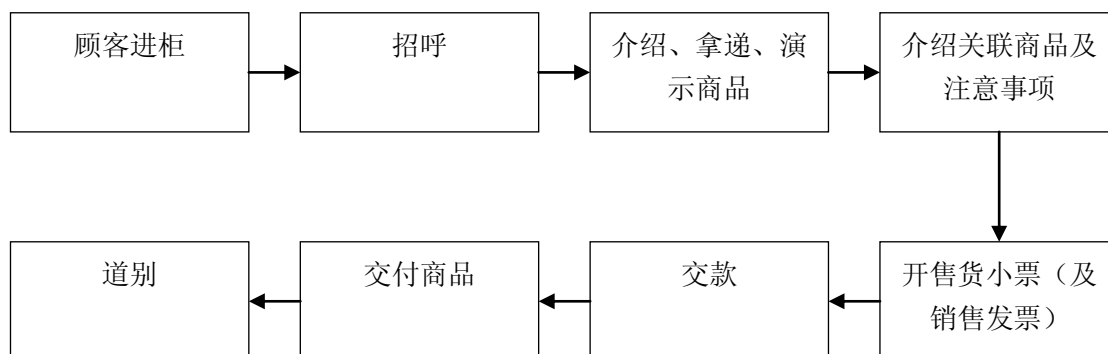 顾客进柜
招呼
介绍、拿递、演
示商品
介绍关联商品及
注意事项
道别
交付商品
交款
开售货小票（及
销售发票）